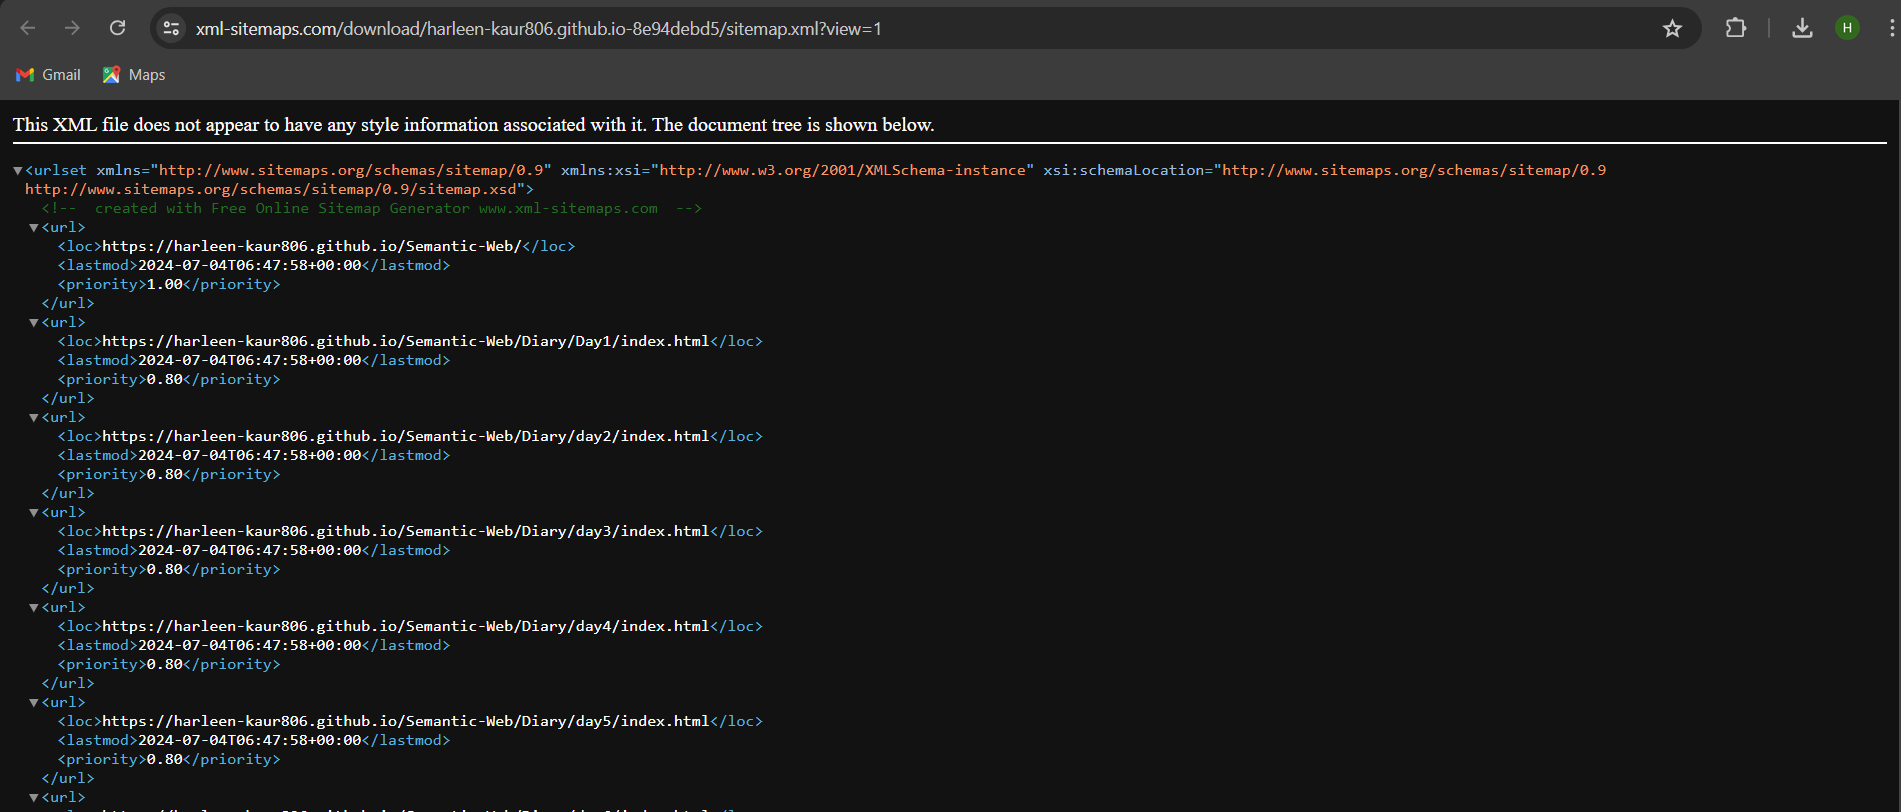 xml-sitemaps.com/download/harleen-kaur806.github.io-8e94debd5/sitemap.xml?view=1
H
Gmail Maps
This XML file does not appear to have any style information associated with it. The document tree is shown below.
▼<urlset xmlns="http://www.sitemaps.org/schemas/sitemap/0.9" xmlns:xsi="http://www.w3.org/2001/XMLSchema-instance" xsi:schemaLocation="http://www.sitemaps.org/schemas/sitemap/0.9
http://www.sitemaps.org/schemas/sitemap/0.9/sitemap.xsd">
<!-- created with Free Online Sitemap Generator www.xml-sitemaps.com -->
▼<url>
<loc>https://harleen-kaur806.github.io/Semantic-Web/</loc>
<lastmod>2024-07-04T06:47:58+00:00</lastmod>
<priority>1.00</priority>
</url>
▼<url>
<loc>https://harleen-kaur806.github.io/Semantic-Web/Diary/Day1/index.html</loc>
<lastmod>2024-07-04T06:47:58+00:00</lastmod>
<priority>0.80</priority>
</url>
▼<url>
<loc>https://harleen-kaur806.github.io/Semantic-Web/Diary/day2/index.html</loc>
<lastmod>2024-07-04T06:47:58+00:00</lastmod>
<priority>0.80</priority>
</url>
▼<url>
<loc>https://harleen-kaur806.github.io/Semantic-Web/Diary/day3/index.html</loc>
<lastmod>2024-07-04T06:47:58+00:00</lastmod>
<priority>0.80</priority>
</url>
▼<url>
<loc>https://harleen-kaur806.github.io/Semantic-Web/Diary/day4/index.html</loc>
<lastmod>2024-07-04T06:47:58+00:00</lastmod>
<priority>0.80</priority>
</url>
▼<url>
<loc>https://harleen-kaur806.github.io/Semantic-Web/Diary/day5/index.html</loc>
<lastmod>2024-07-04T06:47:58+00:00</lastmod>
<priority>0.80</priority>
</url>
▼<url>